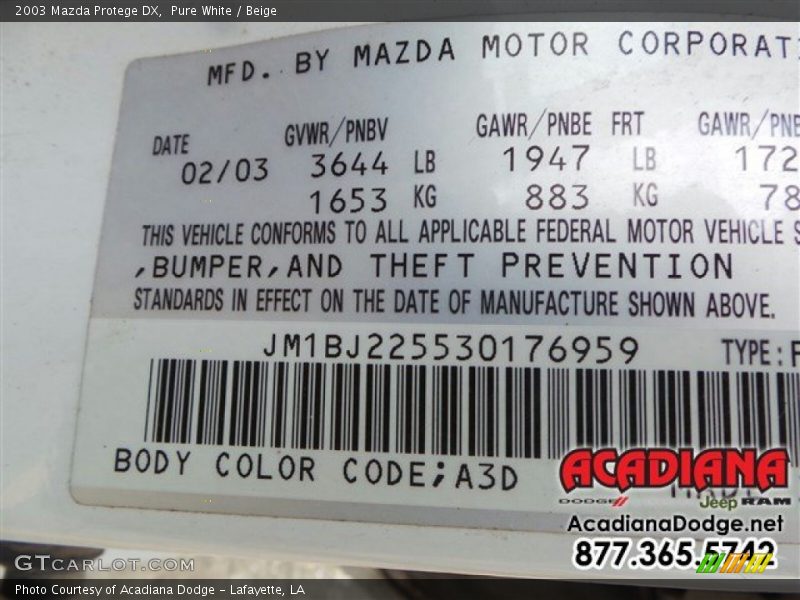 2003 Mazda Protege DX,  Pure White / Beige
MFD. BY MAZDA MOTOR CORPORATI
DATE GVWR/PNBV GAWR/PNBE FRT GAWR/PNBE
02/03 3644 LB 1947 LB 172
1653 KG 883 KG 78
THIS VEHICLE CONFORMS TO ALL APPLICABLE FEDERAL MOTOR VEHICLE S
,BUMPER,AND THEFT PREVENTION
STANDARDS IN EFFECT ON THE DATE OF MANUFACTURE SHOWN ABOVE.
JM1BJ225530176959 TYPE:
BODY COLOR CODE;A3D
ACADIANA
DODGE Jeep RAM
AcadianaDodge.net
877.365.5742
GTCARLOT.COM
Photo Courtesy of Acadiana Dodge – Lafayette, LA